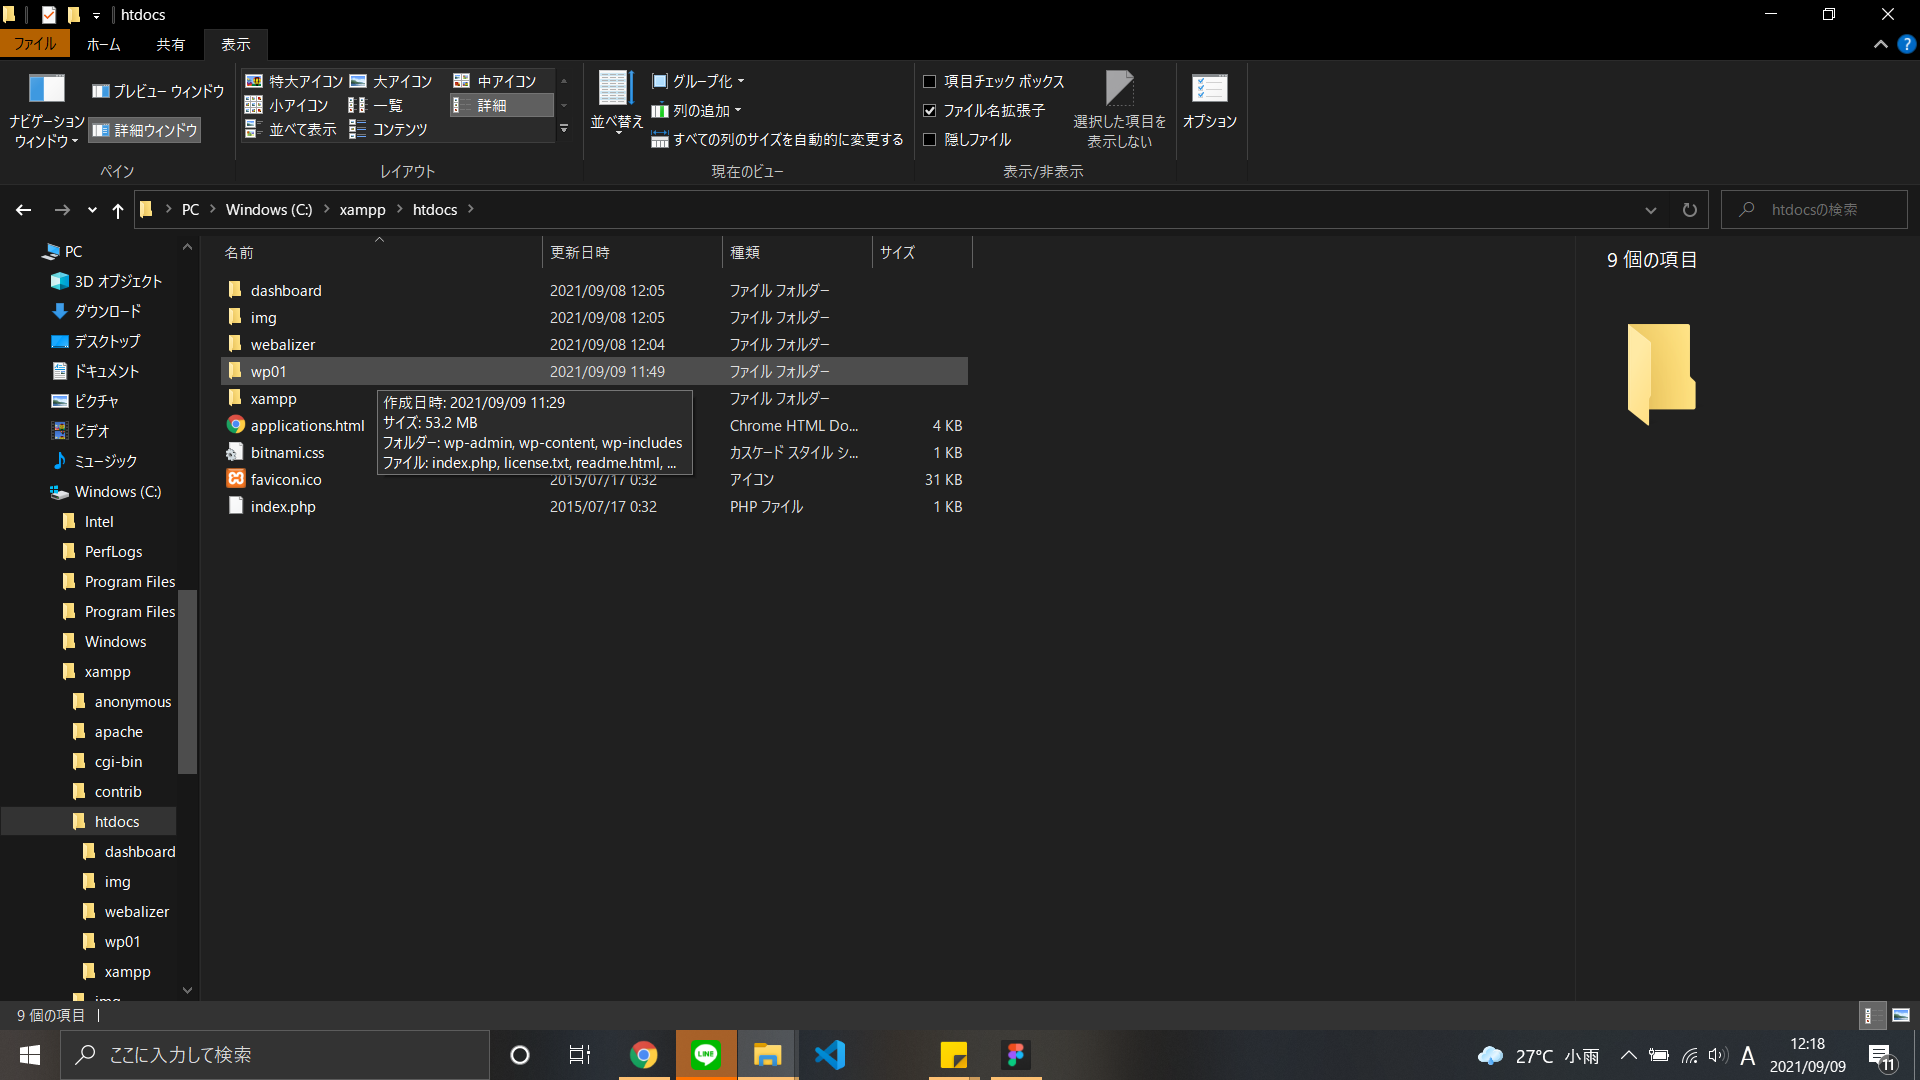 htdocs
ファイル
ホーム
共有
表示
ナビゲーション
ウィンドウ
プレビュー ウィンドウ
詳細ウィンドウ
ペイン
特大アイコン
大アイコン
中アイコン
小アイコン
一覧
詳細
並べて表示
コンテンツ
レイアウト
並べ替え
グループ化
列の追加
すべての列のサイズを自動的に変更する
現在のビュー
項目チェック ボックス
ファイル名拡張子
隠しファイル
選択した項目を
表示しない
表示/非表示
オプション
PC
Windows (C:)
xampp
htdocs
htdocsの検索
PC
3D オブジェクト
ダウンロード
デスクトップ
ドキュメント
ピクチャ
ビデオ
ミュージック
Windows (C:)
Intel
PerfLogs
Program Files
Program Files
Windows
xampp
anonymous
apache
cgi-bin
contrib
htdocs
dashboard
img
webalizer
wp01
xampp
名前 更新日時 種類 サイズ
dashboard 2021/09/08 12:05 ファイル フォルダー
img 2021/09/08 12:05 ファイル フォルダー
webalizer 2021/09/08 12:04 ファイル フォルダー
wp01 2021/09/09 11:49 ファイル フォルダー
xampp ファイル フォルダー
applications.html Chrome HTML Do... 4 KB
bitnami.css カスケード スタイル シ... 1 KB
favicon.ico 2015/07/17 0:32 アイコン 31 KB
index.php 2015/07/17 0:32 PHP ファイル 1 KB
作成日時: 2021/09/09 11:29
サイズ: 53.2 MB
フォルダー: wp-admin, wp-content, wp-includes
ファイル: index.php, license.txt, readme.html, ...
9 個の項目
9 個の項目
ここに入力して検索
LINE
27°C 小雨
A
12:18
2021/09/09
11